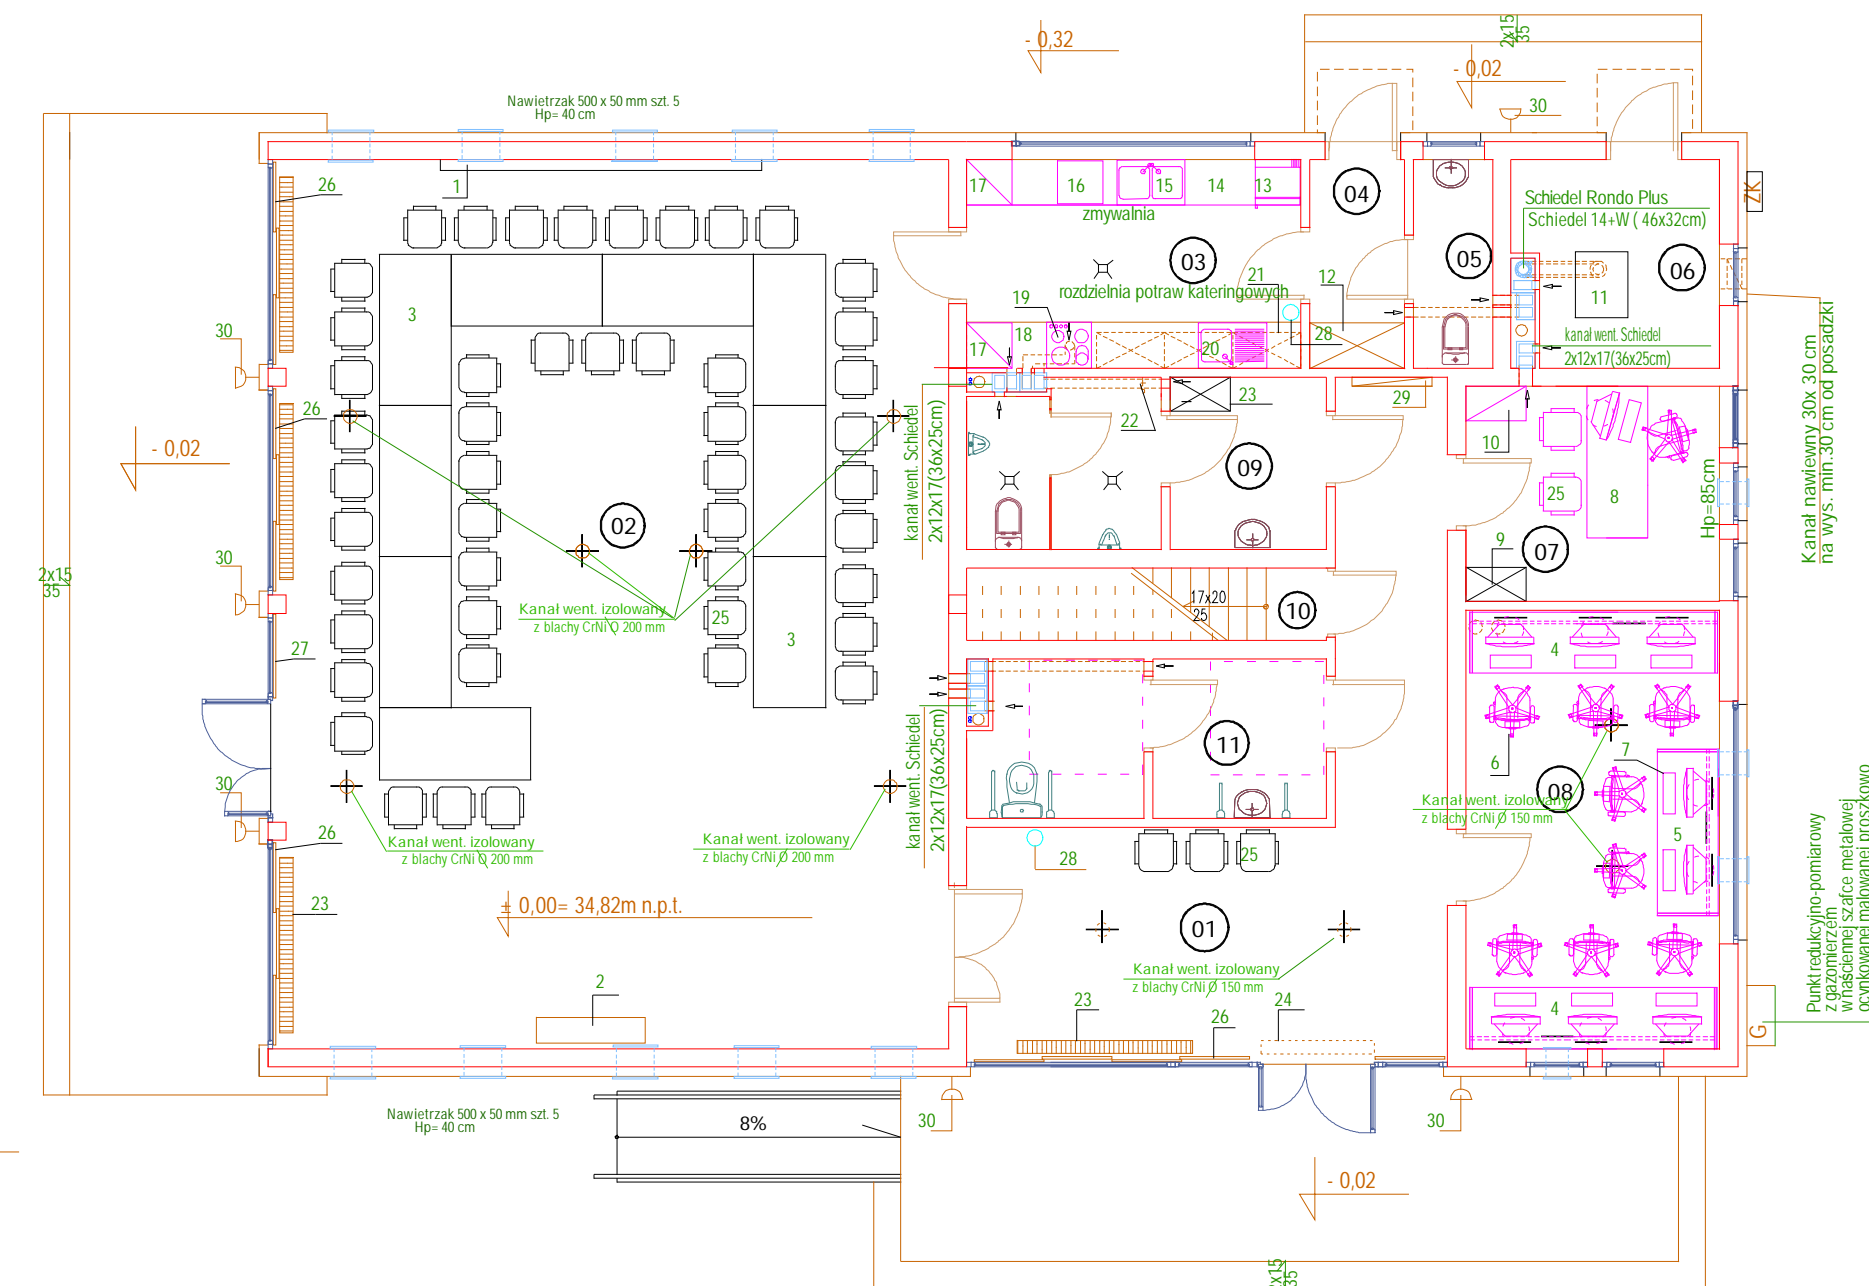 - 0,32
2x15
35
- 0,02
30
Nawietrzak 500 x 50 mm szt. 5
Hp= 40 cm
ZK
26
1
17
16
15
14
13
04
zmywalnia
Schiedel Rondo Plus
Schiedel 14+W ( 46x32cm)
03
05
06
3
19
rozdzielnia potraw kateringowych
21
12
11
30
17
18
20
28
kanał went. Schiedel
2x12x17(36x25cm)
Kanał nawiewny 30x 30 cm
na wys. min.30 cm od posadzki
26
22
23
29
10
- 0,02
kanał went. Schiedel
2x12x17(36x25cm)
09
25
8
Hp=85cm
02
9
07
30
2x15
35
Kanał went. izolowany
z blachy CrNi Ø 200 mm
25
17x20
25
10
27
3
4
kanał went. Schiedel
2x12x17(36x25cm)
11
6
7
30
08
Kanał went. izolowany
z blachy CrNi Ø 150 mm
5
26
Kanał went. izolowany
z blachy CrNi Ø 200 mm
Kanał went. izolowany
z blachy CrNi Ø 200 mm
28
25
Punkt redukcyjno-pomiarowy
z gazomierzem
w naściennej szafce metalowej
ocynkowanej malowanej proszkowo
23
± 0,00= 34,82m n.p.t.
01
Kanał went. izolowany
z blachy CrNi Ø 150 mm
2
23
26
24
4
G
Nawietrzak 500 x 50 mm szt. 5
Hp= 40 cm
8%
30
30
- 0,02
2x15
35